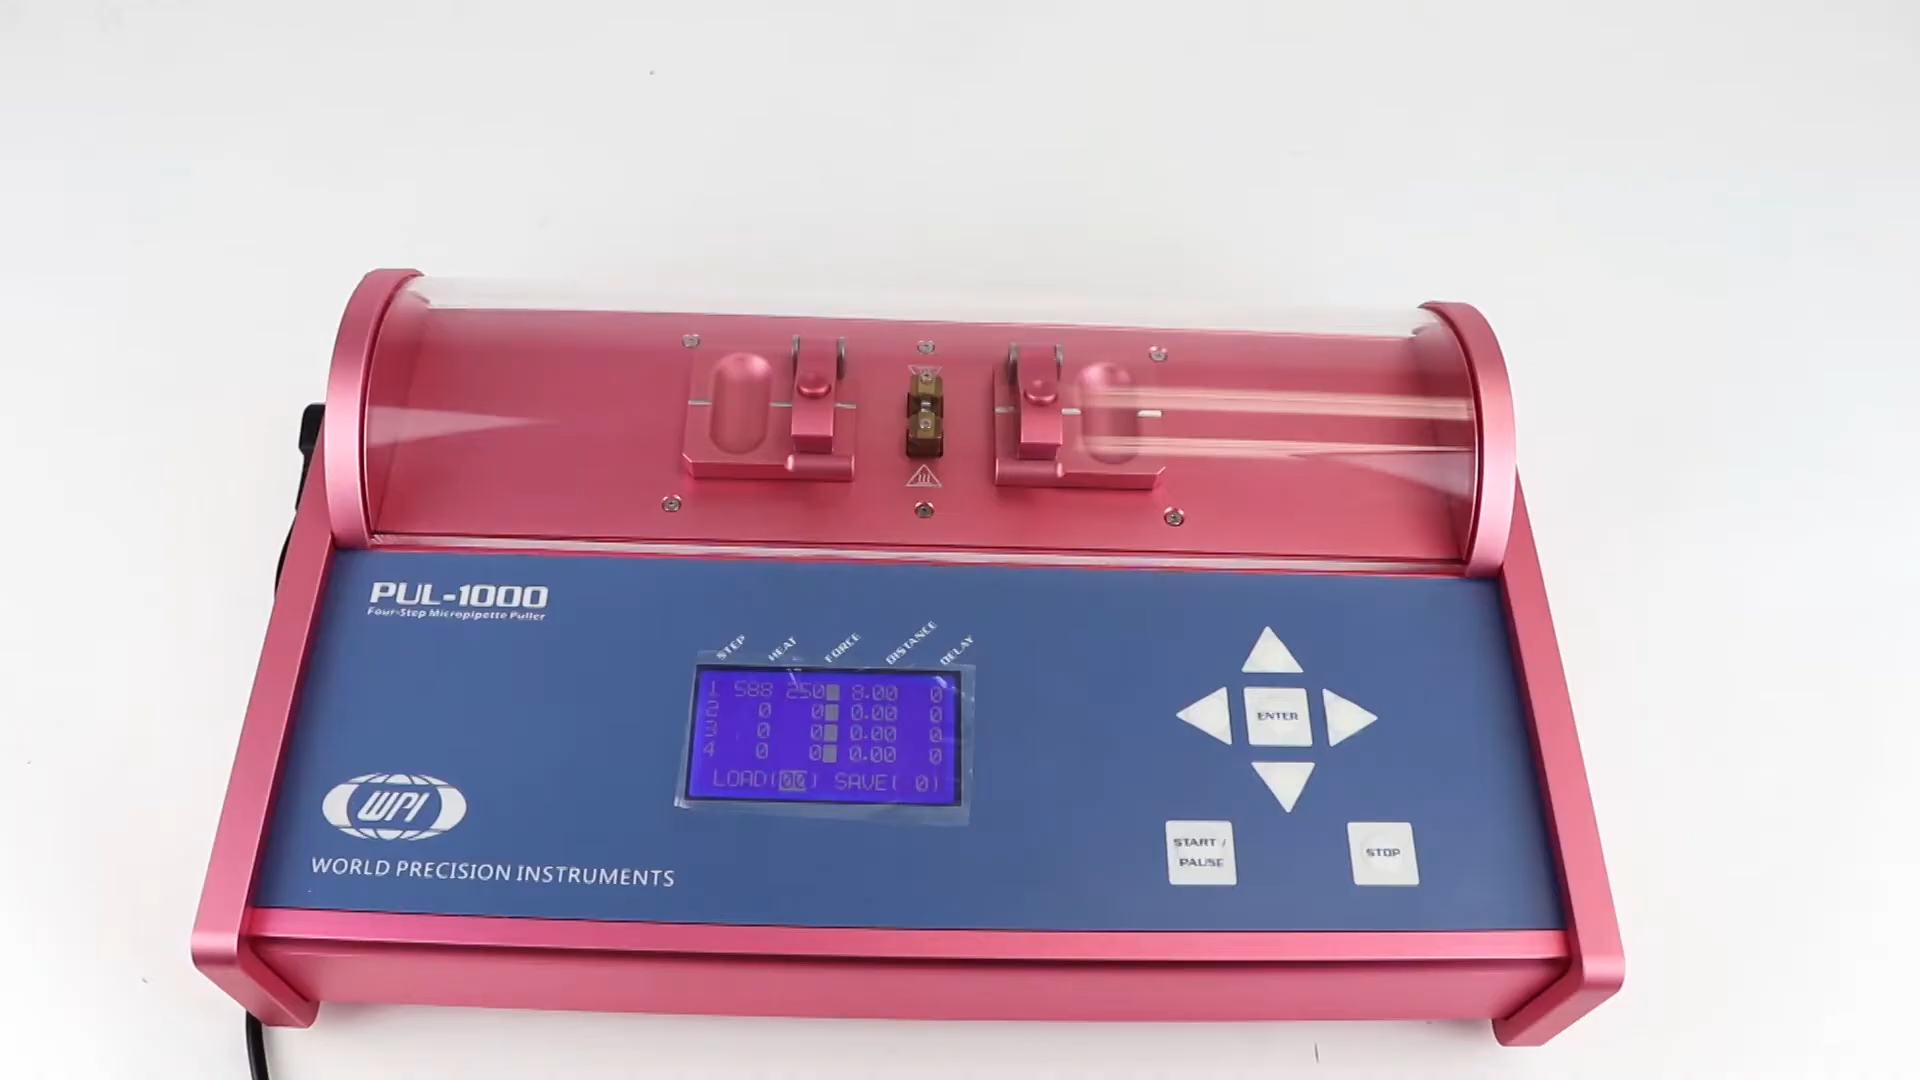 PUL-1000
Four-Step Micropipette Puller
STEP HEAT FORCE DISTANCE DELAY
1 588 250 8.00 0
2 0 0 0.00 0
3 0 0 0.00 0
4 0 0 0.00 0
LOAD(00) SAVE( 0)
ENTER
START /
PAUSE
STOP
WPI
WORLD PRECISION INSTRUMENTS